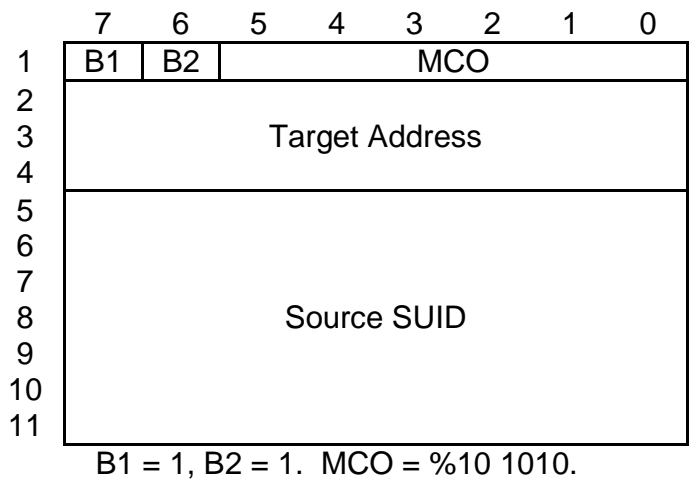 7 6 5 4 3 2 1 0
1 B1 B2 MCO
2
3 Target Address
4
5
6
7
8 Source SUID
9
10
11
B1 = 1, B2 = 1. MCO = %10 1010.